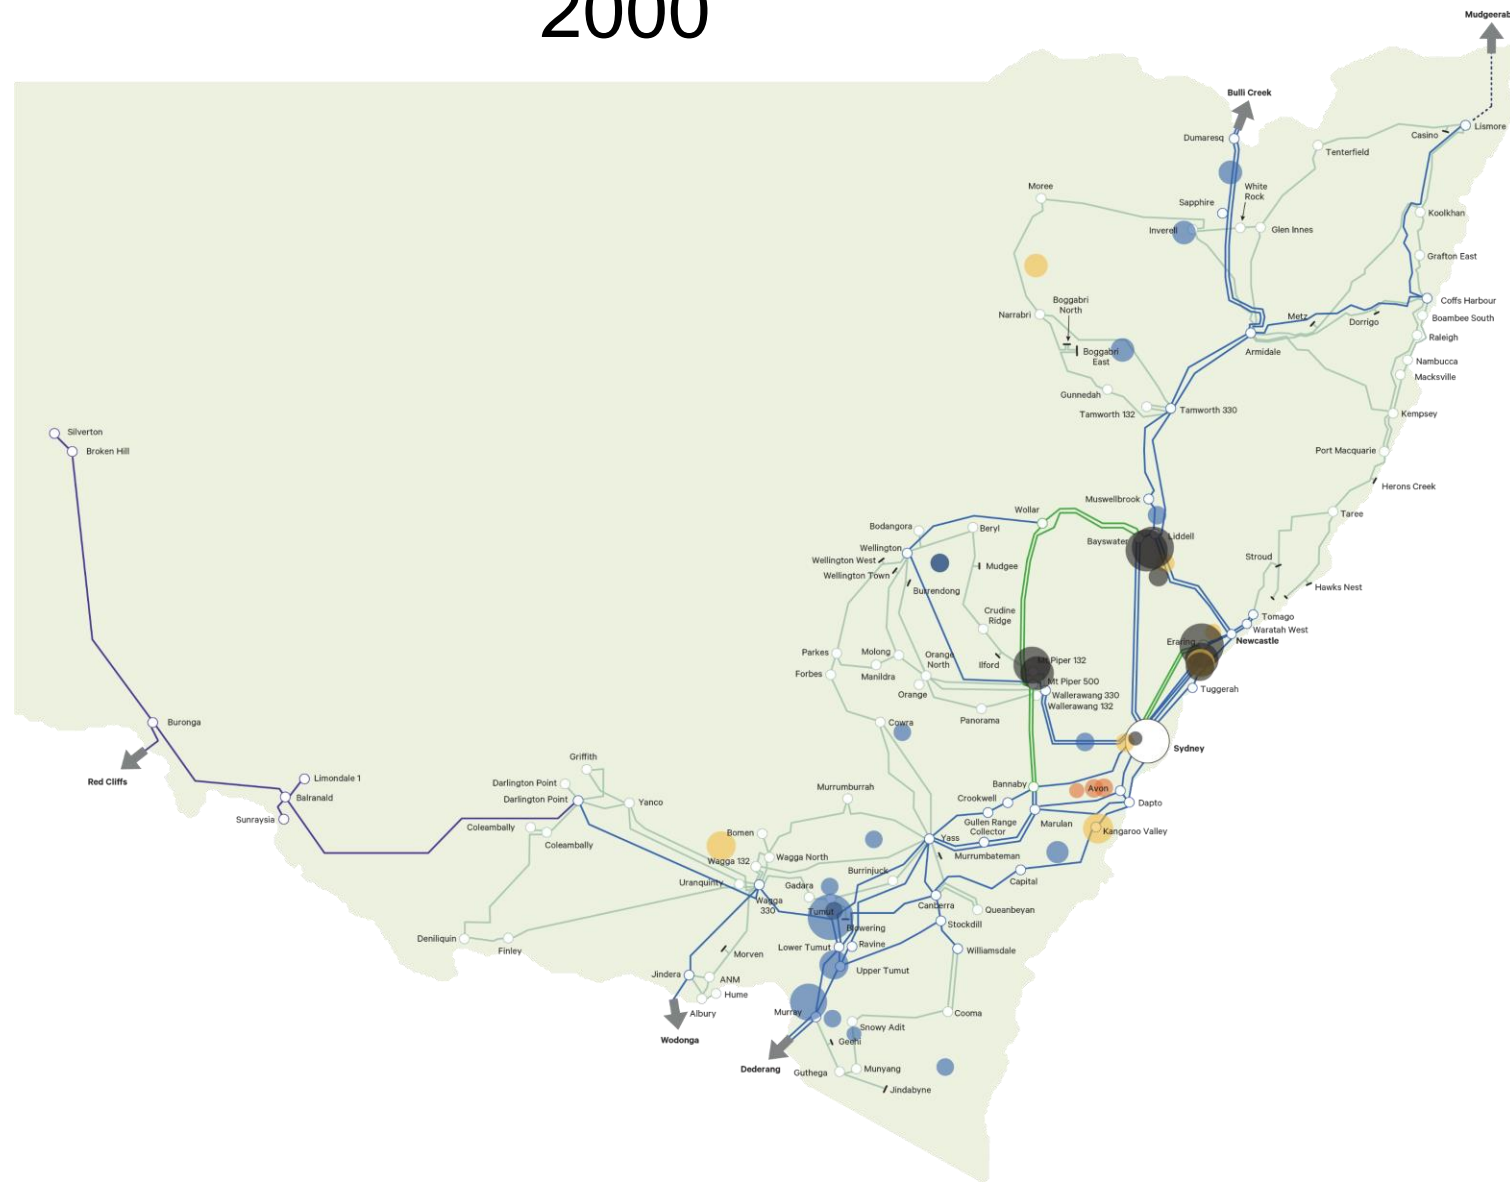 2000
Bulli Creek
Dumaresq
Lismore
Casino
Tenterfield
Moree
White
Rock
Sapphire
Koolkhan
Inverell
Glen Innes
Grafton East
Boggabri
North
Coffs Harbour
Narrabri
Metz
Dorrigo
Boambee South
Raleigh
Armidale
Boggabri
East
Nambucca
Macksville
Gunnedah
Tamworth 132
Tamworth 330
Kempsey
Silverton
Broken Hill
Port Macquarie
Herons Creek
Muswellbrook
Wollar
Taree
Bodangora
Beryl
Bayswater
Liddell
Wellington
Wellington West
Wellington Town
Mudgee
Stroud
Burrendong
Hawks Nest
Crudine
Ridge
Tomago
Waratah West
Newcastle
Eraring
Parkes
Molong
Orange
North
Ilford
Mt Piper 132
Forbes
Manildra
Mt Piper 500
Orange
Wallerawang 330
Wallerawang 132
Tuggerah
Panorama
Buronga
Cowra
Sydney
Griffith
Red Cliffs
Limondale 1
Darlington Point
Murrumburrah
Bannaby
Avon
Balranald
Darlington Point
Yanco
Crookwell
Dapto
Sunraysia
Gullen Range
Collector
Marulan
Coleambally
Coleambally
Bomen
Yass
Kangaroo Valley
Wagga 132
Wagga North
Murrumbateman
Burrinjuck
Uranquinty
Gadara
Capital
Wagga
330
Tumut
Canberra
Queanbeyan
Blowering
Stockdill
Deniliquin
Finley
Lower Tumut
Ravine
Williamsdale
Morven
Upper Tumut
Jindera
ANM
Hume
Albury
Murray
Cooma
Snowy Adit
Wodonga
Geehi
Dederang
Guthega
Munyang
Jindabyne